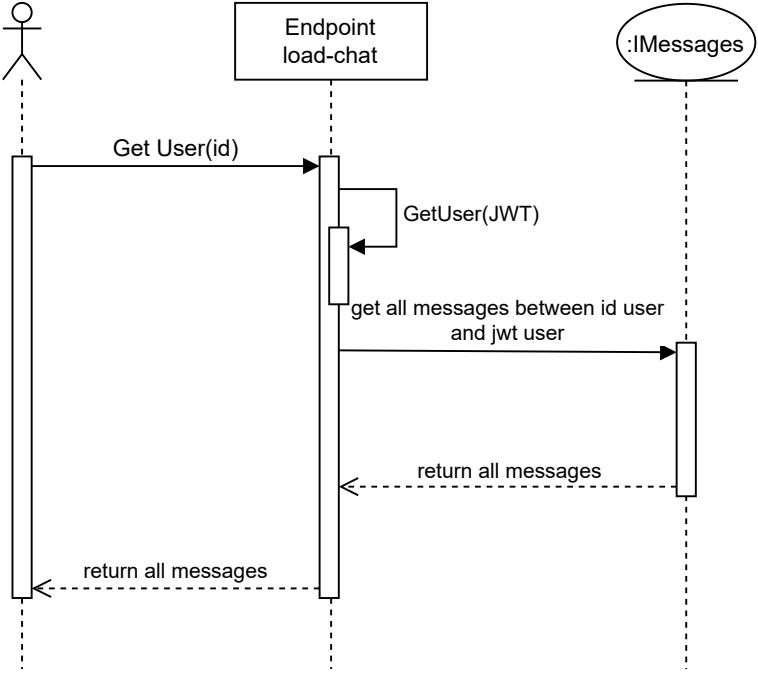 Endpoint
load-chat
:IMessages
Get User(id)
GetUser(JWT)
get all messages between id user
and jwt user
return all messages
return all messages